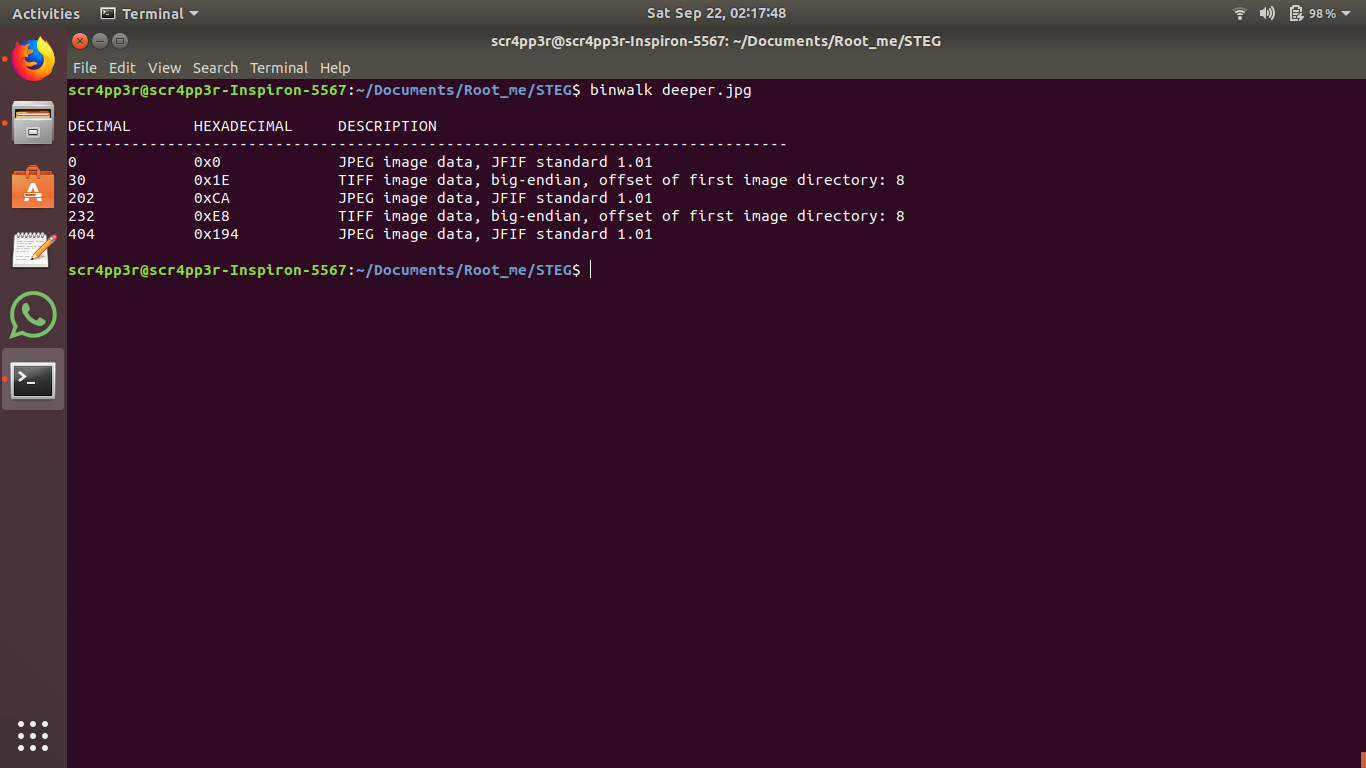 Activities Terminal Sat Sep 22, 02:17:48 98%
scr4pp3r@scr4pp3r-Inspiron-5567: ~/Documents/Root_me/STEG
File Edit View Search Terminal Help
scr4pp3r@scr4pp3r-Inspiron-5567:~/Documents/Root_me/STEG$ binwalk deeper.jpg
DECIMAL HEXADECIMAL DESCRIPTION
--------------------------------------------------------------------------------
0 0x0 JPEG image data, JFIF standard 1.01
30 0x1E TIFF image data, big-endian, offset of first image directory: 8
202 0xCA JPEG image data, JFIF standard 1.01
232 0xE8 TIFF image data, big-endian, offset of first image directory: 8
404 0x194 JPEG image data, JFIF standard 1.01
scr4pp3r@scr4pp3r-Inspiron-5567:~/Documents/Root_me/STEG$